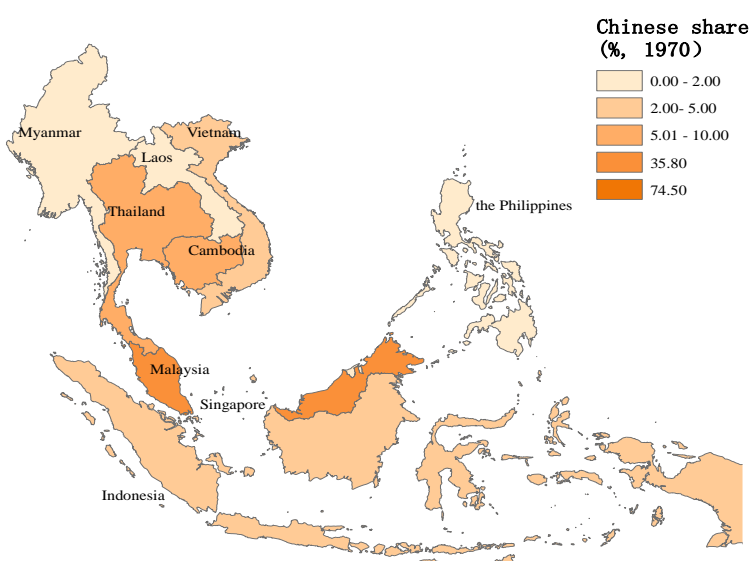 Chinese share
(%, 1970)
0.00 - 2.00
2.00- 5.00
5.01 - 10.00
35.80
74.50
Myanmar
Vietnam
Laos
the Philippines
Thailand
Cambodia
Malaysia
Singapore
Indonesia